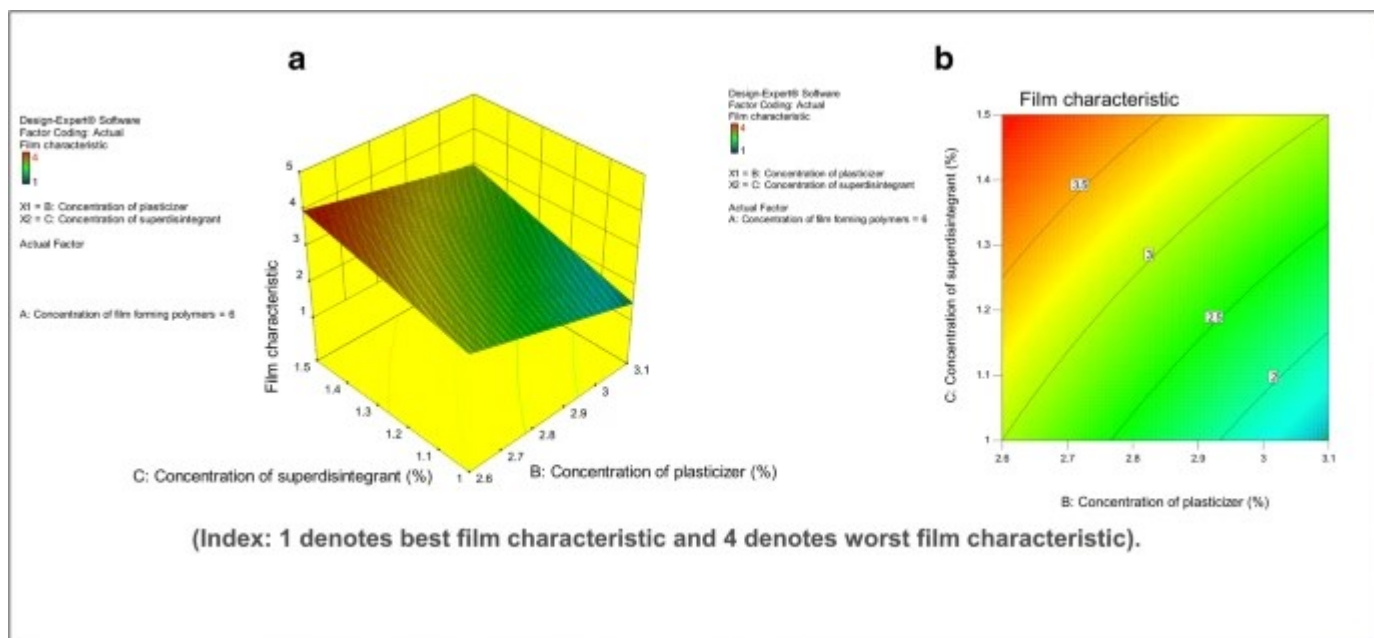 a
Design-Expert® Software
Factor Coding: Actual
Film characteristic
4
1
X1 = B: Concentration of plasticizer
X2 = C: Concentration of superdisintegrant
Actual Factor
A: Concentration of film forming polymers = 6
Film characteristic
5
4
3
2
1
1.5
1.4
1.3
1.2
1.1
1
2.6
2.7
2.8
2.9
3
3.1
C: Concentration of superdisintegrant (%)
B: Concentration of plasticizer (%)
b
Design-Expert® Software
Factor Coding: Actual
Film characteristic
4
1
X1 = B: Concentration of plasticizer
X2 = C: Concentration of superdisintegrant
Actual Factor
A: Concentration of film forming polymers = 6
Film characteristic
C: Concentration of superdisintegrant (%)
1.5
1.4
1.3
1.2
1.1
1
3.5
3
2.5
2
2.6
2.7
2.8
2.9
3
3.1
B: Concentration of plasticizer (%)
(Index: 1 denotes best film characteristic and 4 denotes worst film characteristic).